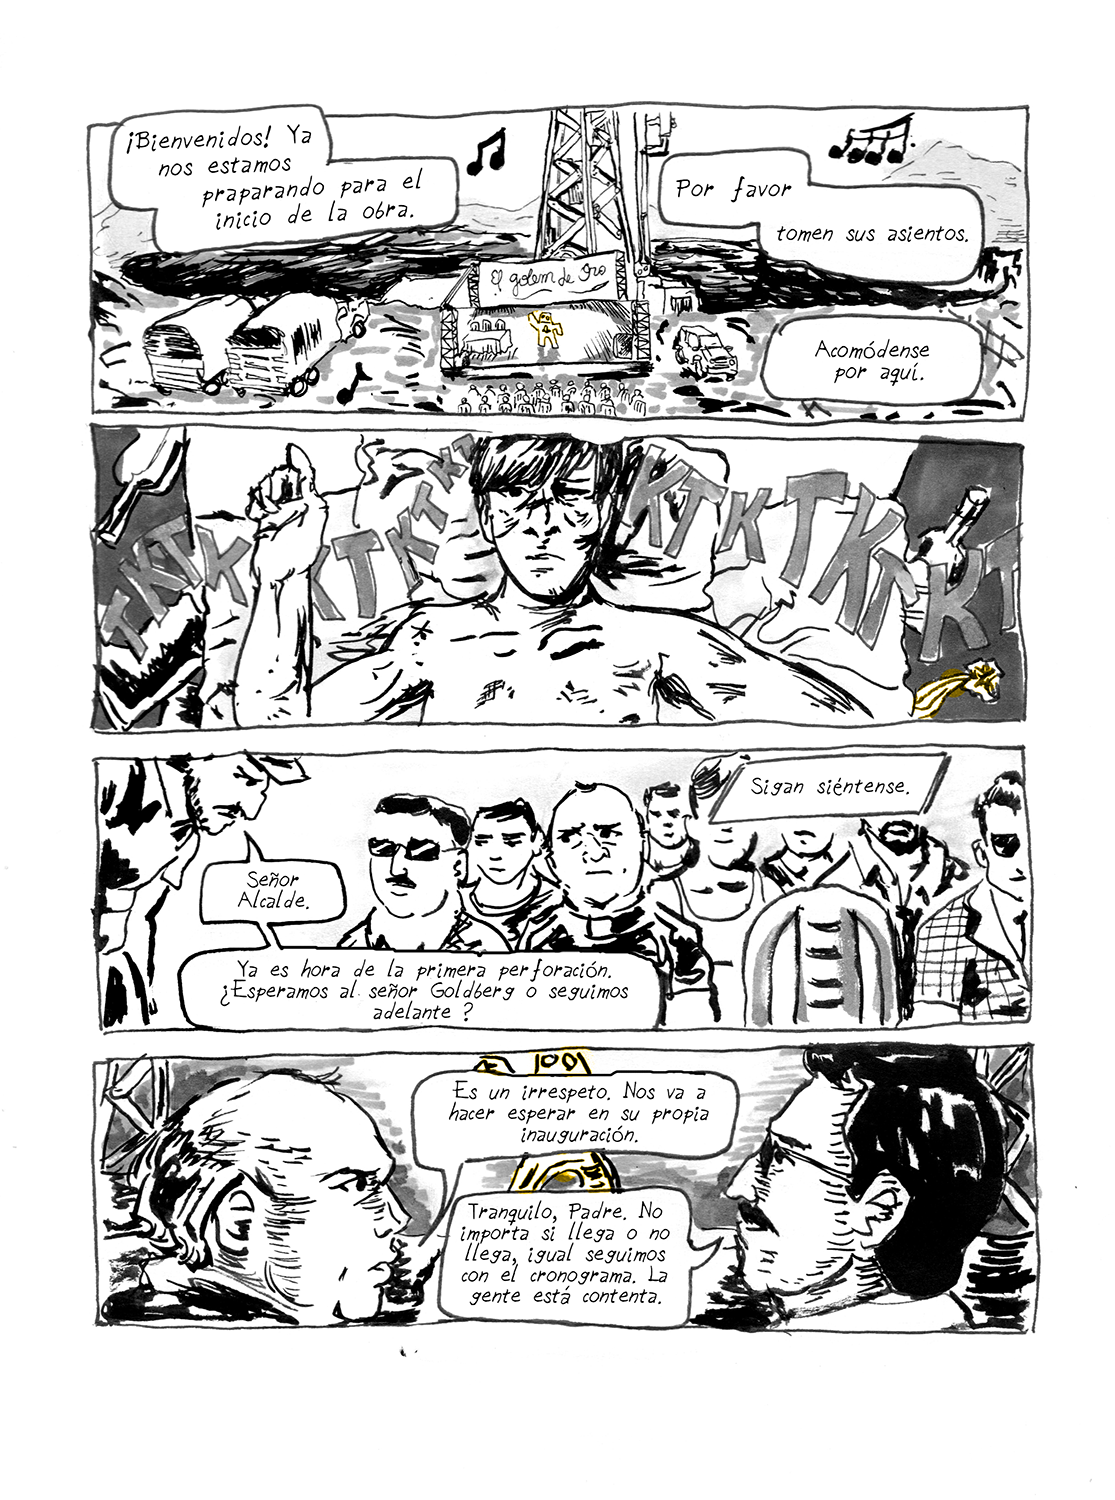 ¡Bienvenidos! Ya
nos estamos
praparando para el
inicio de la obra.
Por favor
tomen sus asientos.
El golem de Oro
Acomódense
por aquí.
KTKTK
KTKTKT
KTKTKTKTKT
Sigan siéntense.
Señor
Alcalde.
Ya es hora de la primera perforación.
¿Esperamos al señor Goldberg o seguimos
adelante ?
Es un irrespeto. Nos va a
hacer esperar en su propia
inauguración.
Tranquilo, Padre. No
importa si llega o no
llega, igual seguimos
con el cronograma. La
gente está contenta.